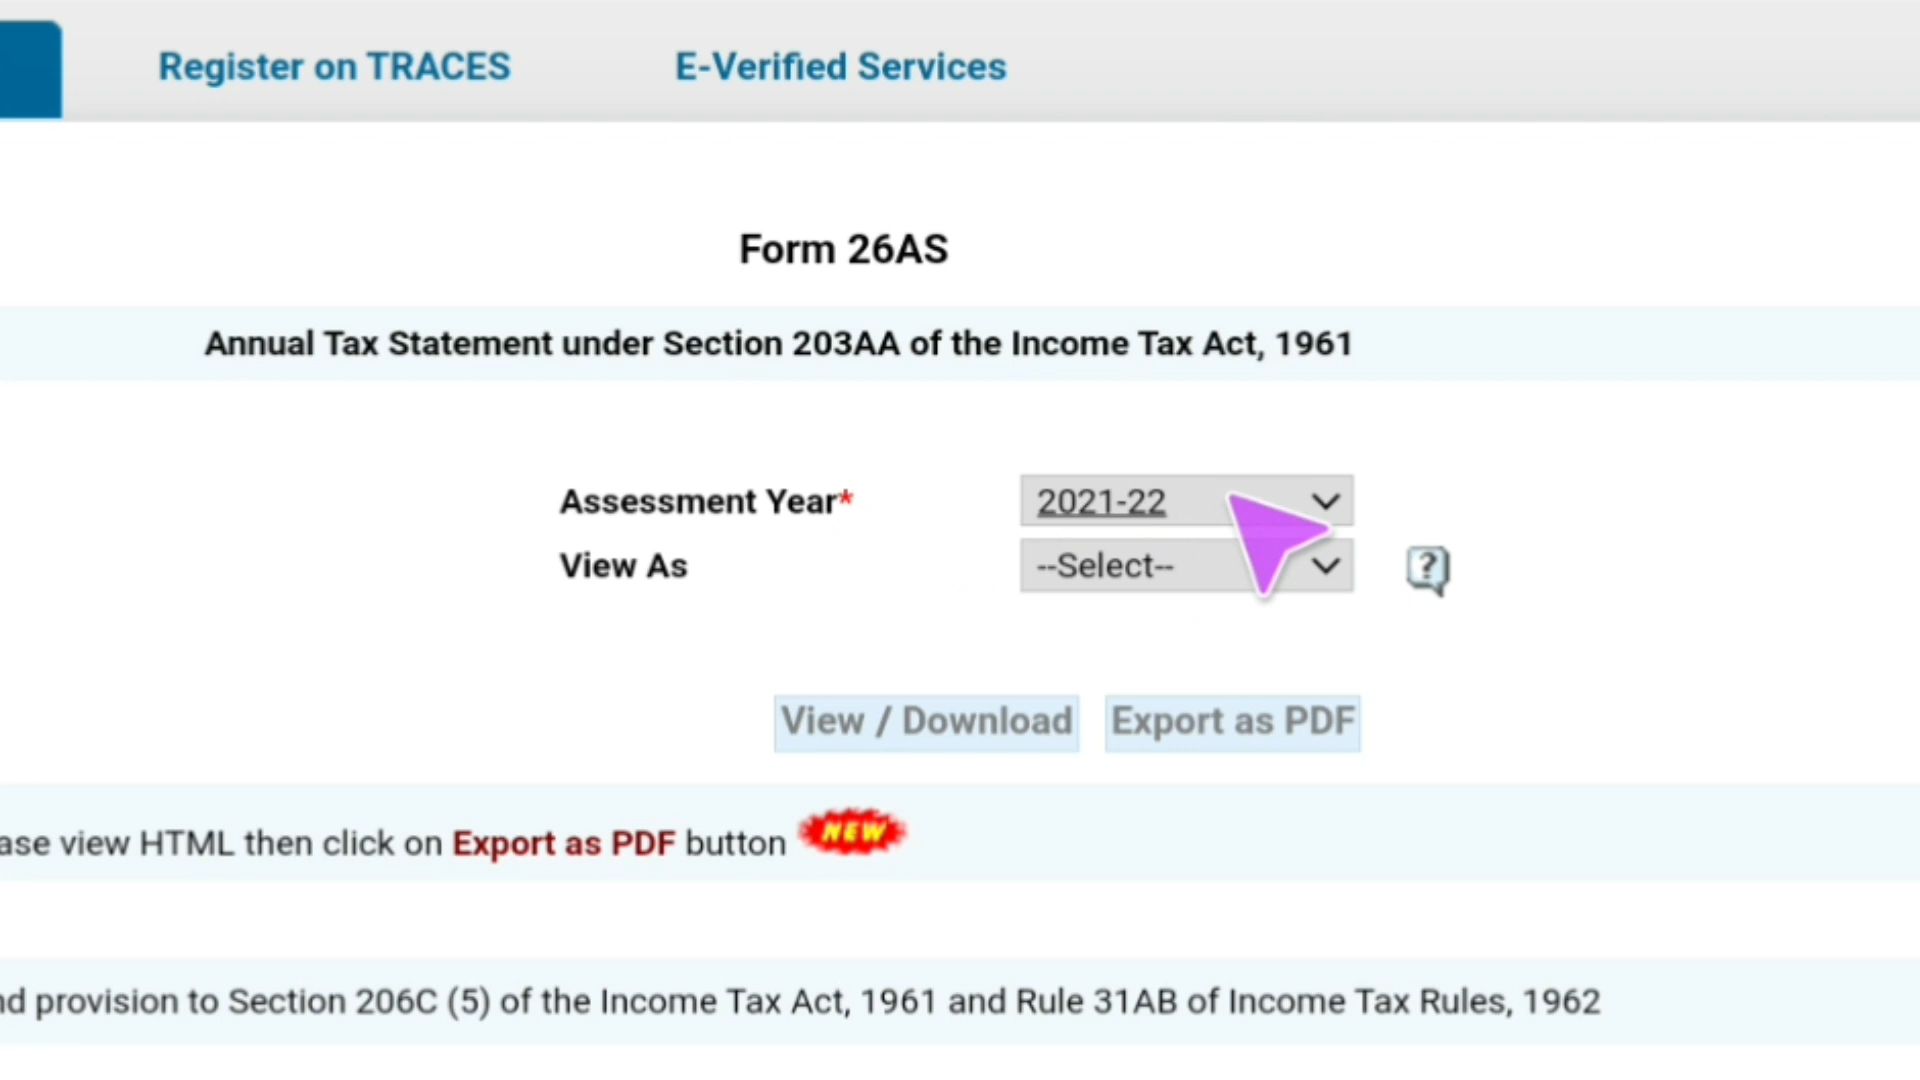 Register on TRACES E-Verified Services
Form 26AS
Annual Tax Statement under Section 203AA of the Income Tax Act, 1961
Assessment Year* 2021-22
View As --Select-- ?
View / Download Export as PDF
view HTML then click on Export as PDF button NEW
provision to Section 206C (5) of the Income Tax Act, 1961 and Rule 31AB of Income Tax Rules, 1962